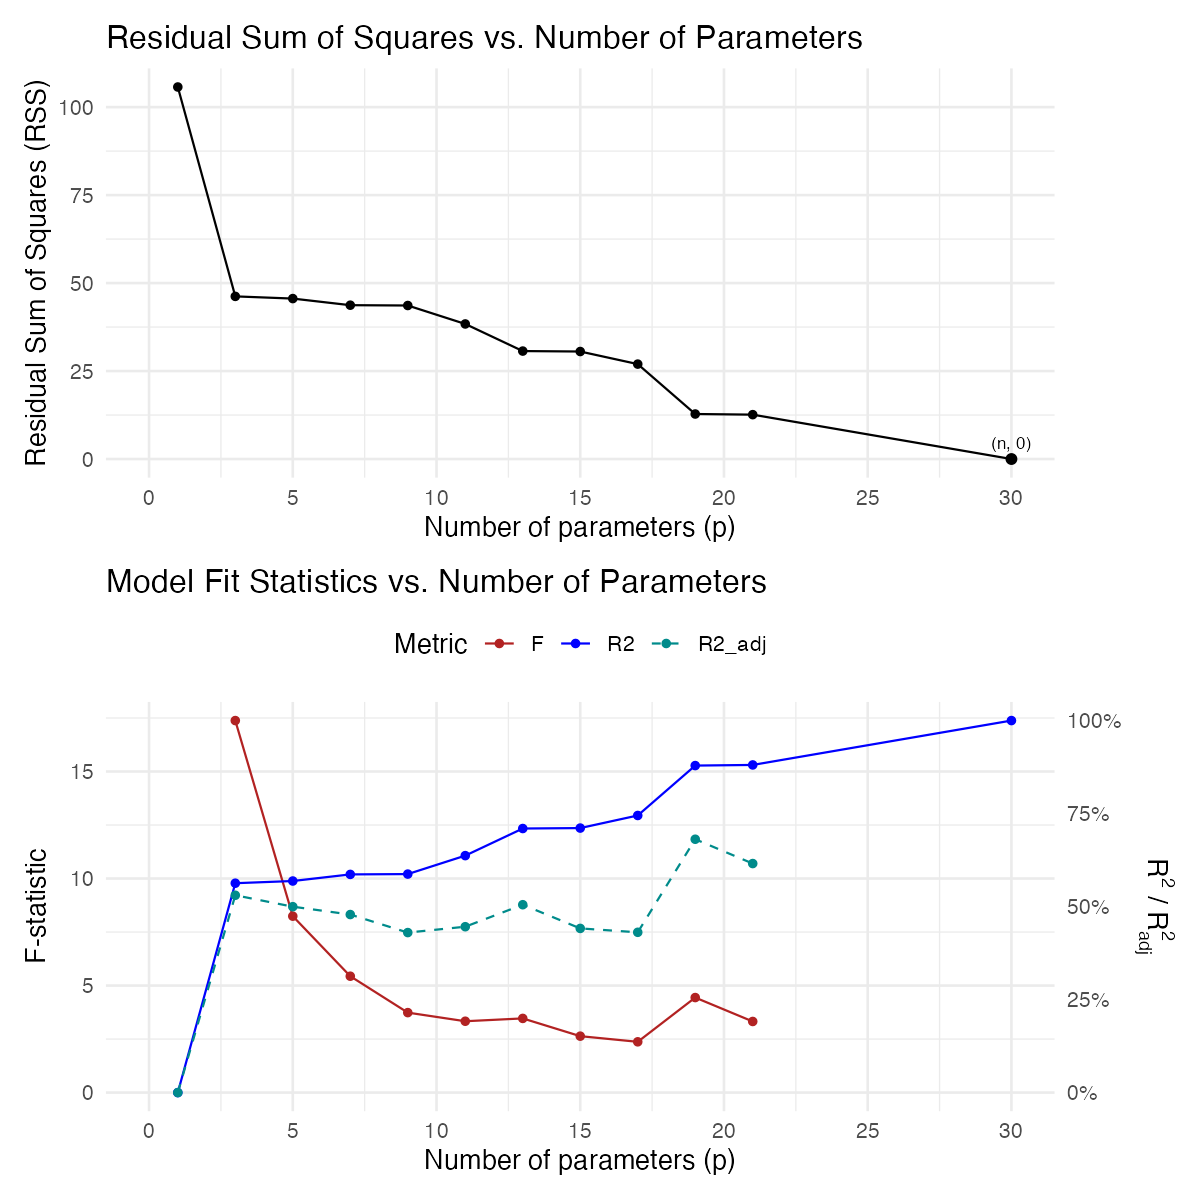 Residual Sum of Squares vs. Number of Parameters
Residual Sum of Squares (RSS)
100
75
50
25
0
(n, 0)
0 5 10 15 20 25 30
Number of parameters (p)
Model Fit Statistics vs. Number of Parameters
Metric F R2 R2_adj
F-statistic
15
10
5
0
100%
75%
50%
25%
0%
R² / R²adj
0 5 10 15 20 25 30
Number of parameters (p)